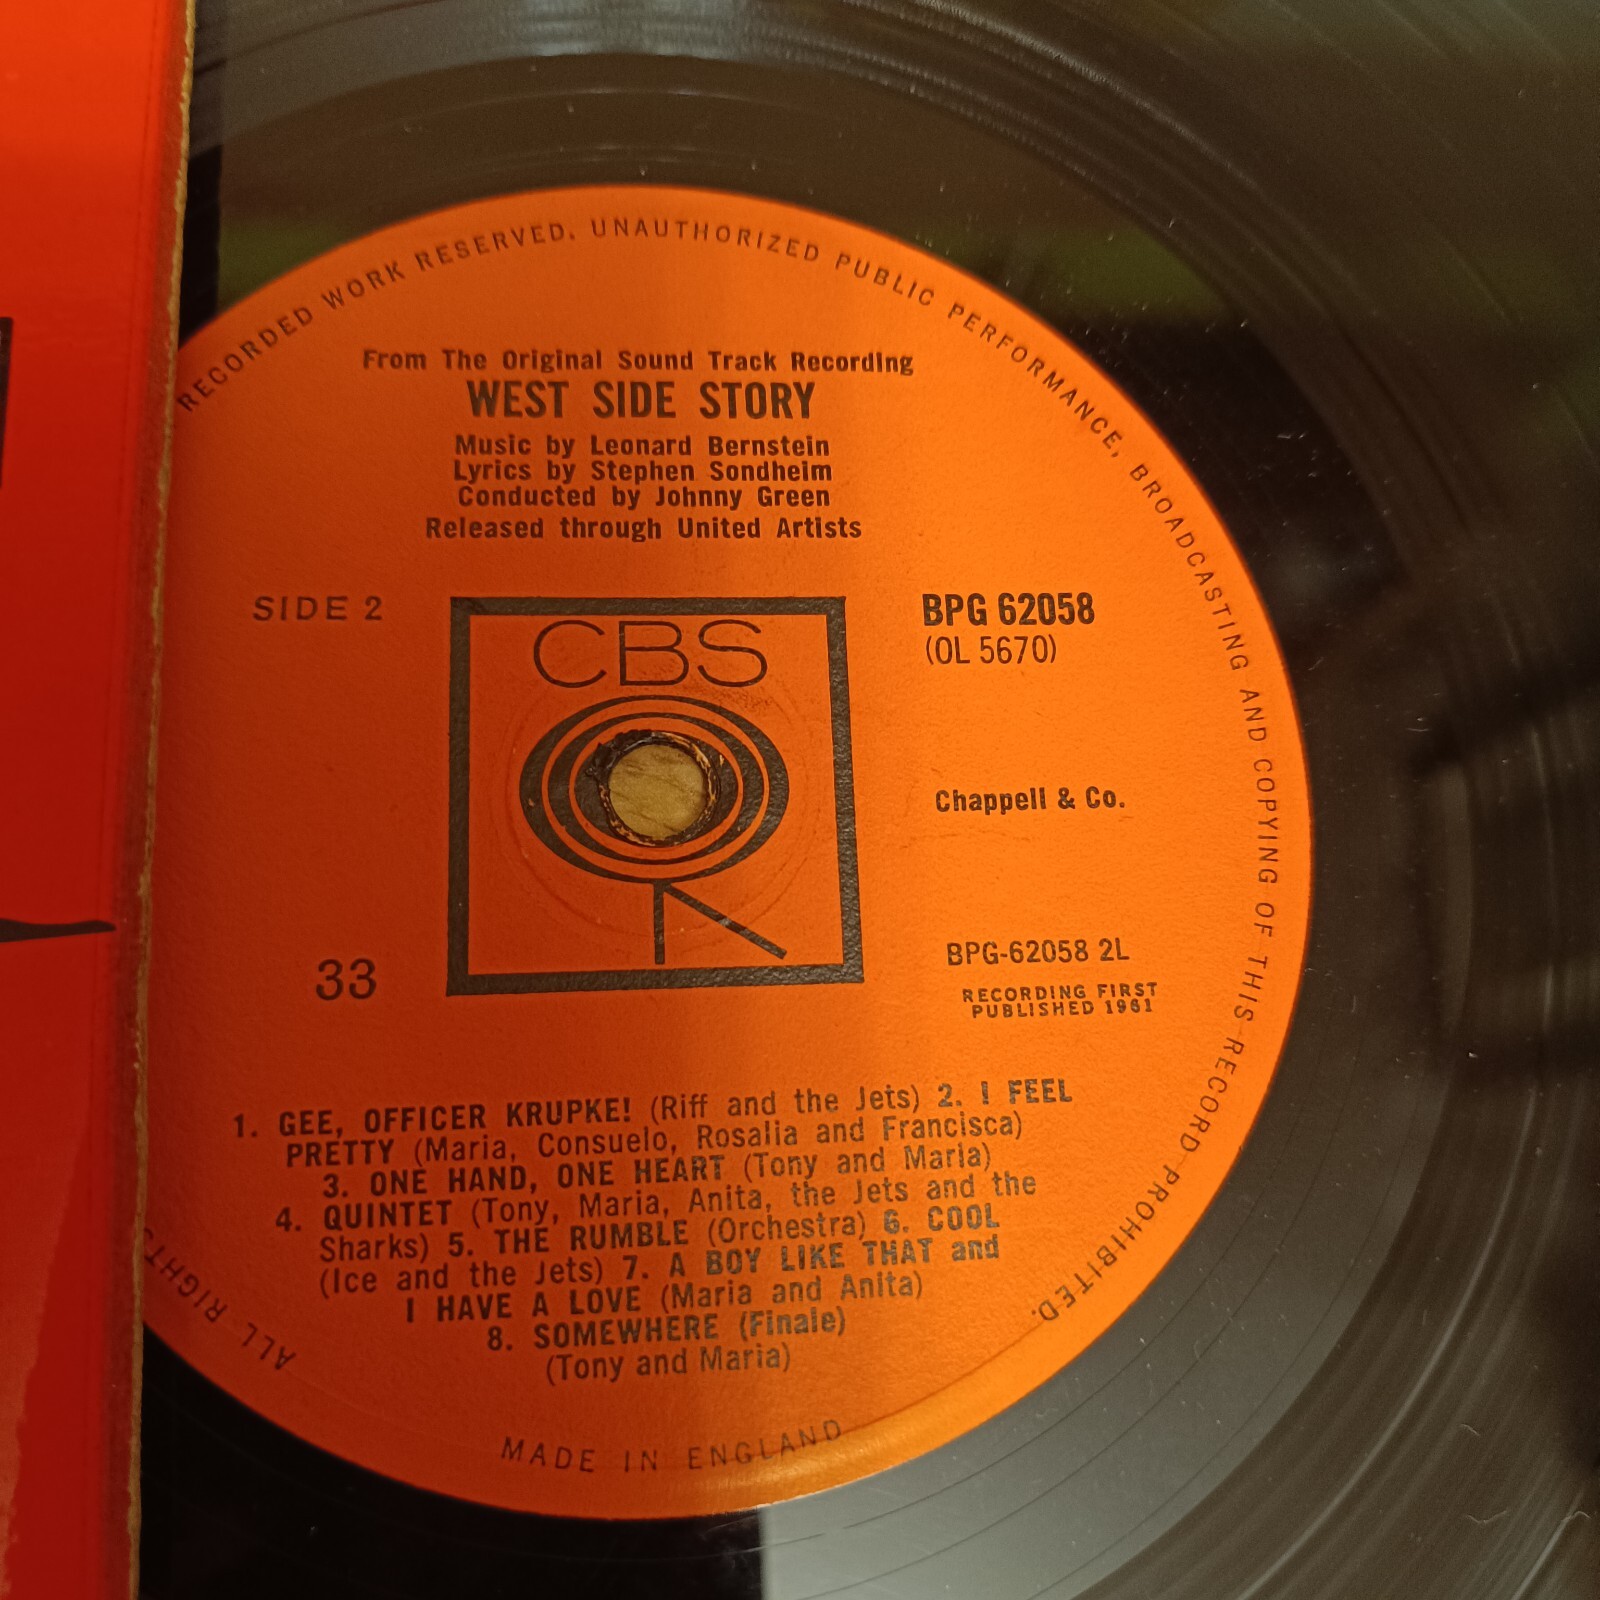 RECORDED WORK RESERVED. UNAUTHORIZED PUBLIC PERFORMANCE, BROADCASTING AND COPYING OF THIS RECORD PROHIBITED.
From The Original Sound Track Recording
WEST SIDE STORY
Music by Leonard Bernstein
Lyrics by Stephen Sondheim
Conducted by Johnny Green
Released through United Artists
SIDE 2
CBS
BPG 62058
(OL 5670)
Chappell & Co.
33
BPG-62058 2L
RECORDING FIRST
PUBLISHED 1961
1. GEE, OFFICER KRUPKE! (Riff and the Jets) 2. I FEEL
PRETTY (Maria, Consuelo, Rosalia and Francisca)
3. ONE HAND, ONE HEART (Tony and Maria)
4. QUINTET (Tony, Maria, Anita, the Jets and the
Sharks) 5. THE RUMBLE (Orchestra) 6. COOL
(Ice and the Jets) 7. A BOY LIKE THAT and
I HAVE A LOVE (Maria and Anita)
8. SOMEWHERE (Finale)
(Tony and Maria)
ALL RIGHTS
MADE IN ENGLAND